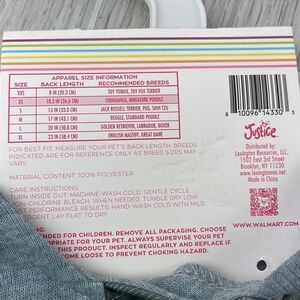 APPAREL SIZE INFORMATION
SIZE BACK LENGTH RECOMMENDED BREEDS
XXS 8 IN (20.3 CM) TOY YORKIE, TOY FOX TERRIER
XS 10.5 IN (26.6 CM) CHIHUAHUA, MINIATURE POODLE
S 13 IN (33.0 CM) JACK RUSSELL TERRIER, PUG, SHIH TZU
M 17 IN (43.1 CM) BEAGLE, STANDARD POODLE
L 20 IN (50.8 CM) GOLDEN RETRIEVER, LABRADOR, BOXER
XL 23 IN (58.4 CM) ENGLISH MASTIFF, GREAT DANE
FOR BEST FIT, MEASURE YOUR PET'S BACK LENGTH. BREEDS
INDICATED ARE FOR REFERENCE ONLY AS BREED SIZES MAY
VARY.
MATERIAL CONTENT: 100% POLYESTER
CARE INSTRUCTIONS
TURN INSIDE OUT MACHINE-WASH COLD, GENTLE CYCLE.
NON-CHLORINE BLEACH, WHEN NEEDED. TUMBLE DRY LOW.
PERFORMANCE RESULTS, HAND-WASH COLD WITH MILD
LAY FLAT TO DRY
FOR CHILDREN. REMOVE ALL PACKAGING. CHOOSE
FOR YOUR PET. ALWAYS SUPERVISE YOUR
THIS PRODUCT. INSPECT REGULARLY AND REPLACE IF
TO PREVENT CHOKING HAZARD.
8 10096 14330 3
Justice
Distributed by:
Lexington Resources, LLC.
1502 East 3rd Street
Brooklyn, NY 11230
www.lexingtonres.net
Made in China
WWW.WALMART.COM